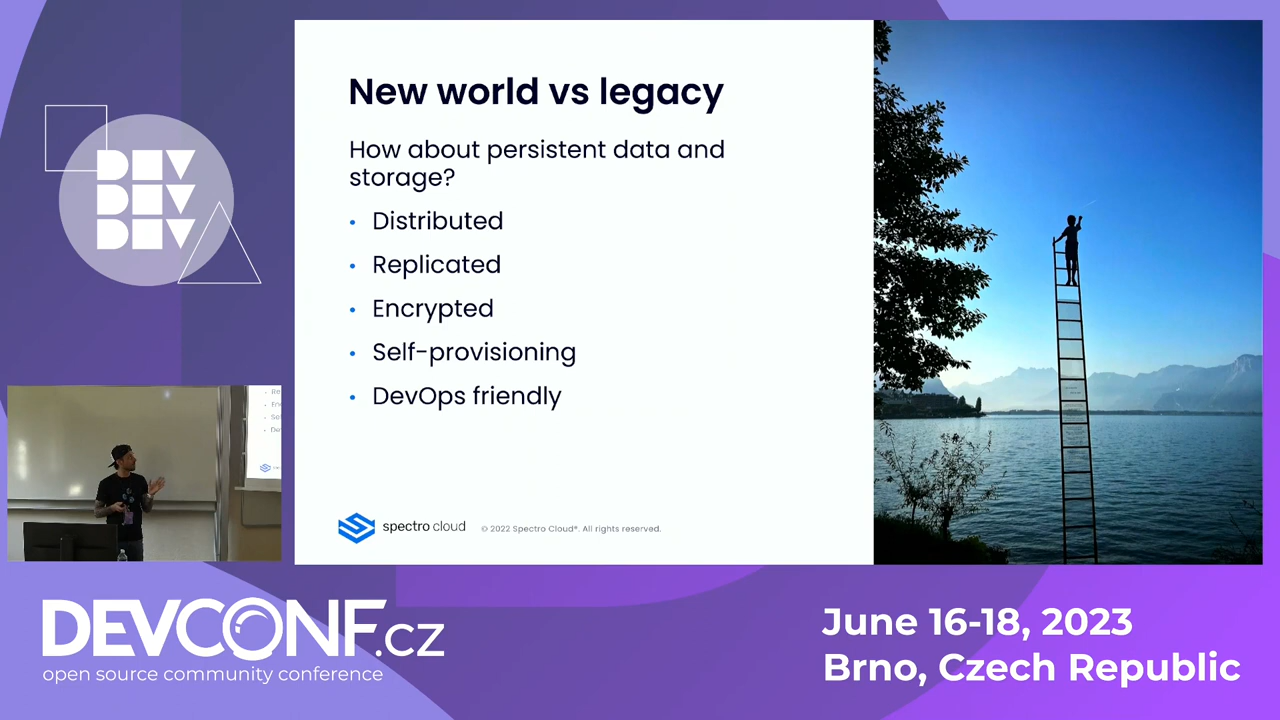 DEV
DEV
DEV
New world vs legacy
How about persistent data and
storage?
• Distributed
• Replicated
• Encrypted
• Self-provisioning
• DevOps friendly
spectro cloud
© 2022 Spectro Cloud®. All rights reserved.
DEVCONF.cz
open source community conference
June 16-18, 2023
Brno, Czech Republic